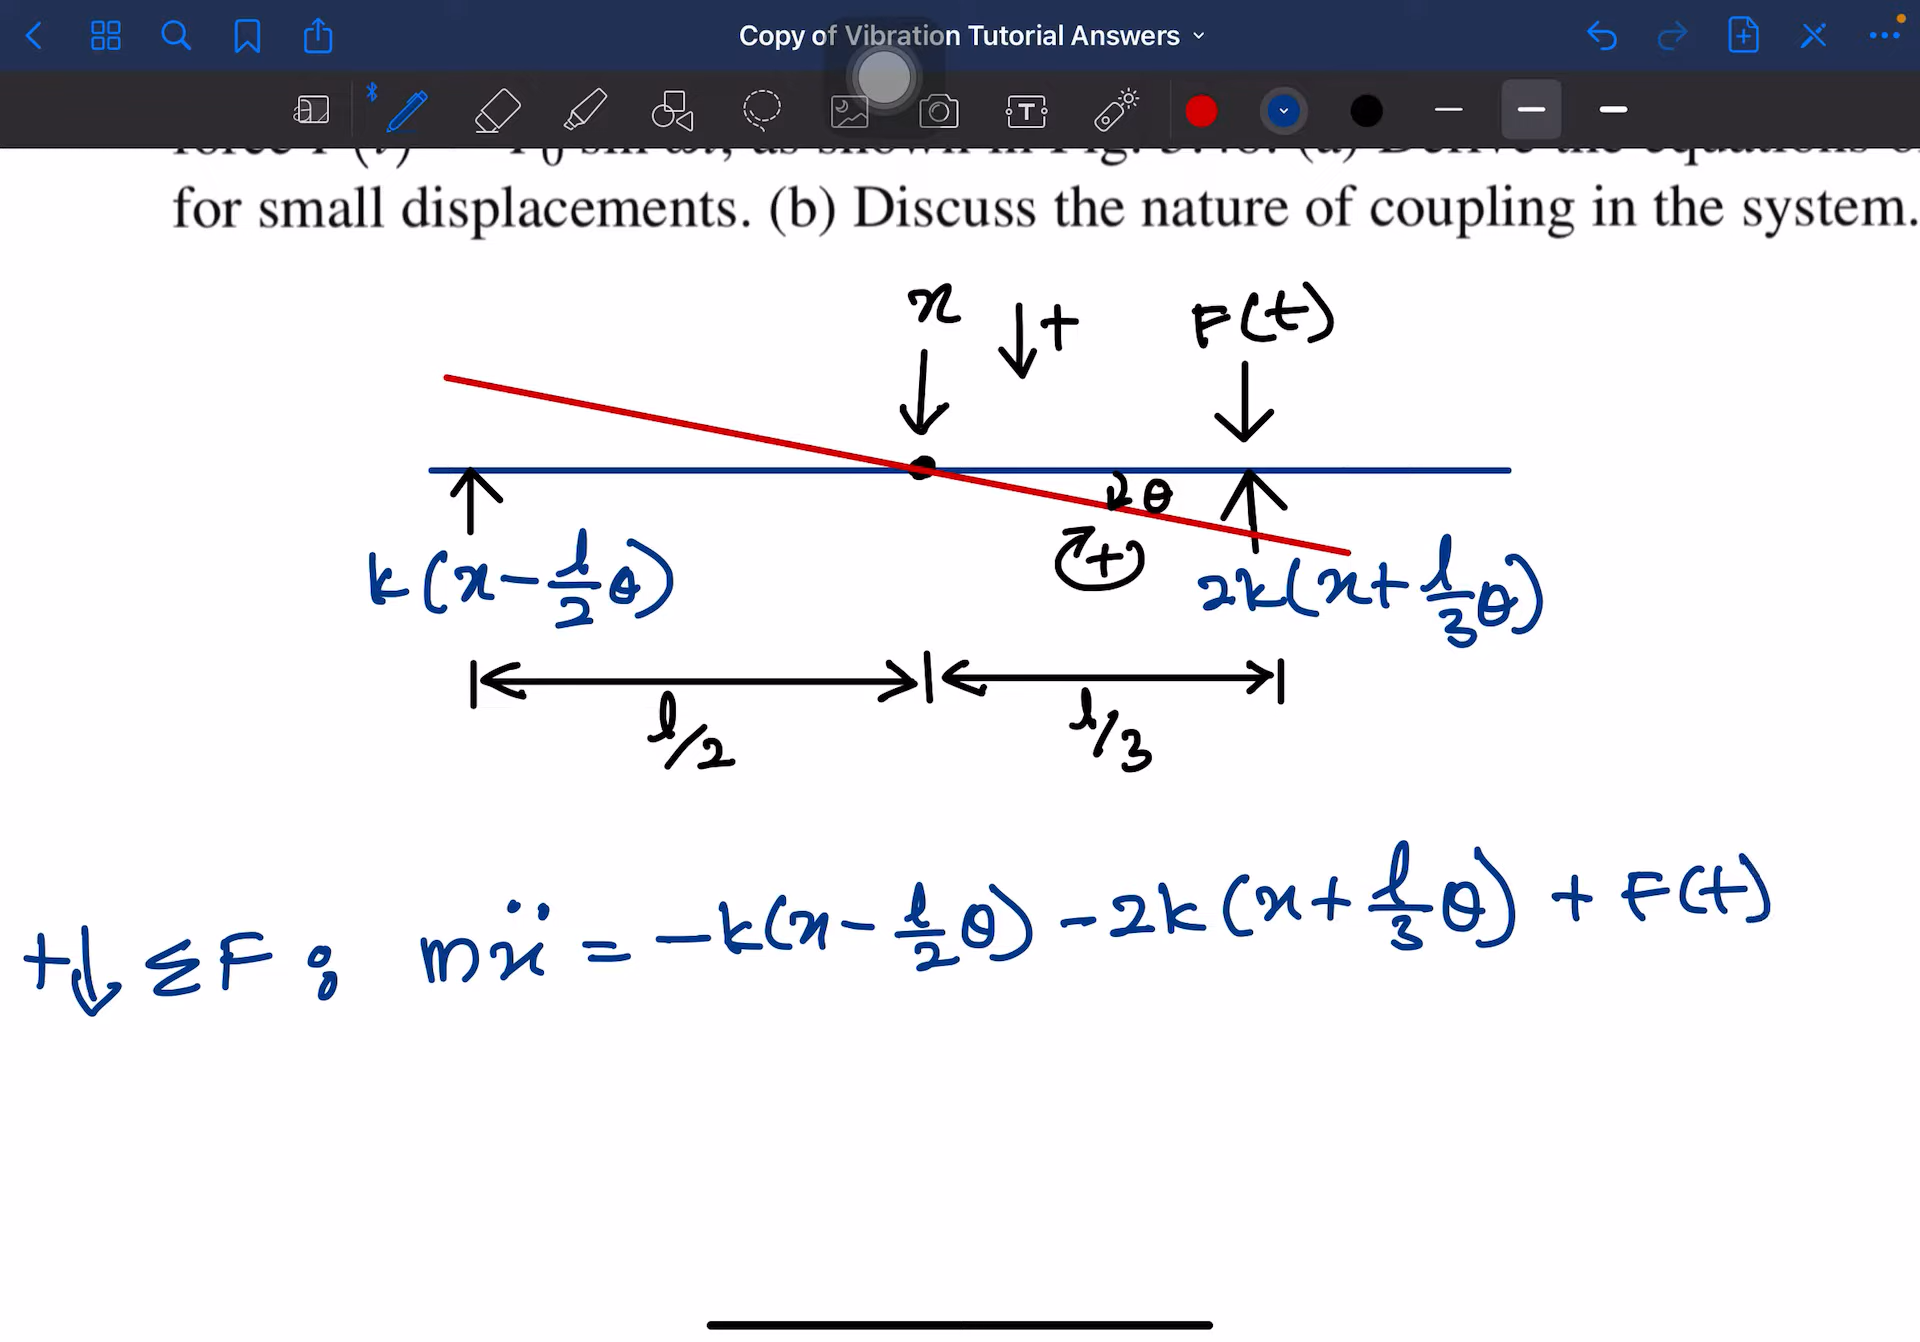 Copy of Vibration Tutorial Answers
for small displacements. (b) Discuss the nature of coupling in the system.
x ↓+ F(t)
θ
+
k(x-l/2 θ) 2k(x+l/3 θ)
l/2 l/3
+↓ ΣF : mẍ = -k(x-l/2 θ) -2k(x+l/3 θ) + F(t)